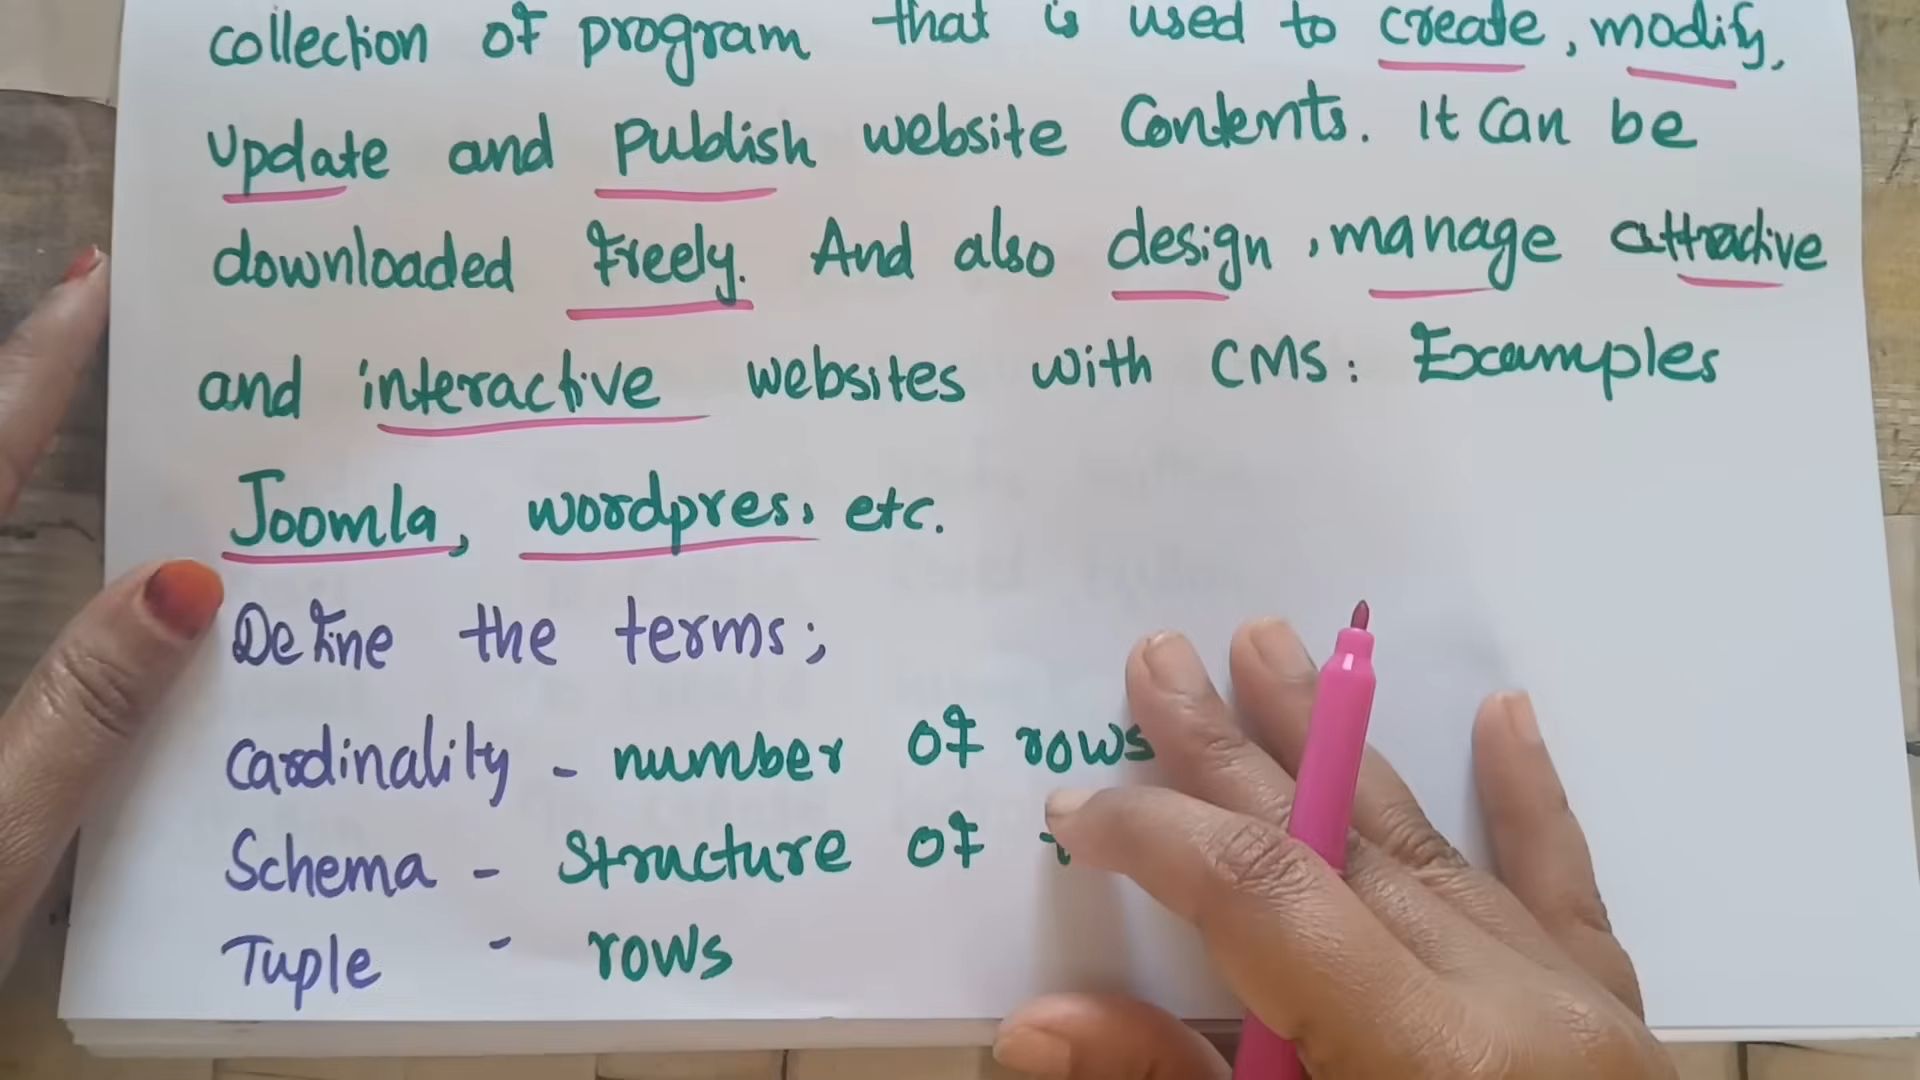 collection of program that is used to create, modify,
update and publish website Contents. It can be
downloaded freely. And also design, manage attractive
and interactive websites with CMS: Examples
Joomla, wordpres, etc.
Define the terms;
Cardinality - number of rows
Schema - Structure of
Tuple - rows